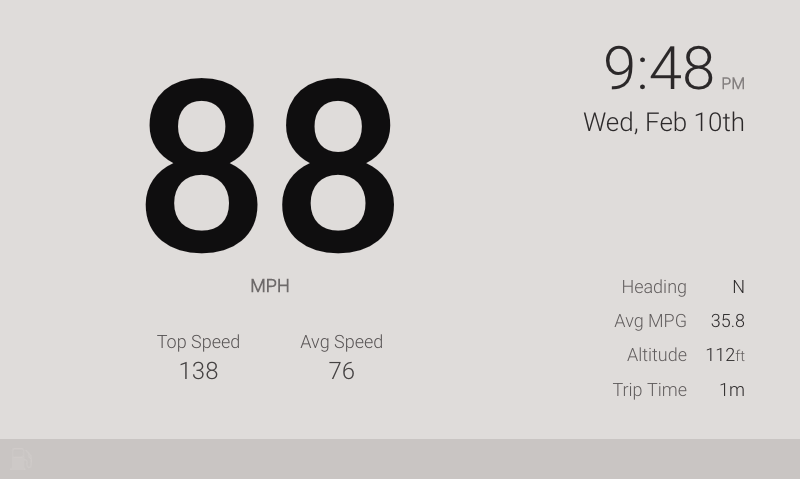 88
MPH
Top Speed
138
Avg Speed
76
9:48 PM
Wed, Feb 10th
Heading N
Avg MPG 35.8
Altitude 112ft
Trip Time 1m